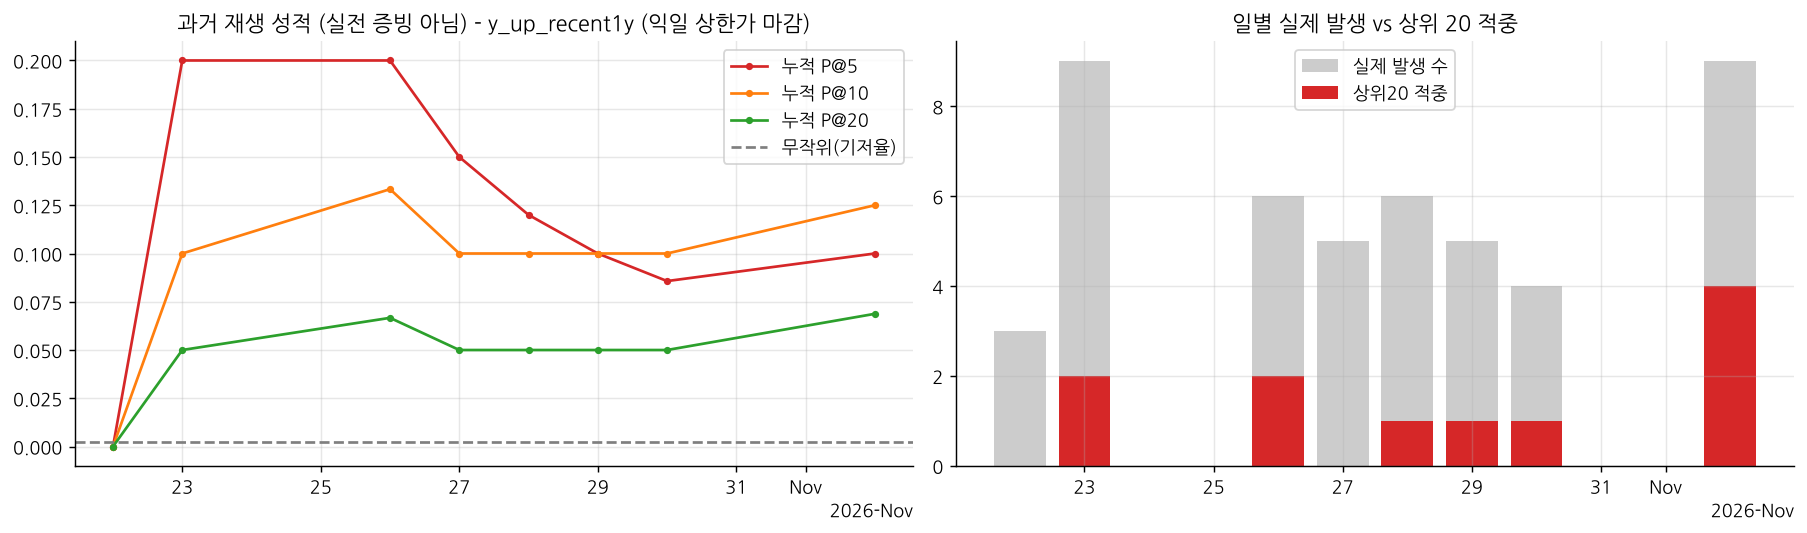 과거 재생 성적 (실전 증빙 아님) - y_up_recent1y (익일 상한가 마감)
누적 P@5
누적 P@10
누적 P@20
무작위(기저율)
0.200
0.175
0.150
0.125
0.100
0.075
0.050
0.025
0.000
23 25 27 29 31 Nov
2026-Nov
일별 실제 발생 vs 상위 20 적중
실제 발생 수
상위20 적중
8
6
4
2
0
23 25 27 29 31 Nov
2026-Nov